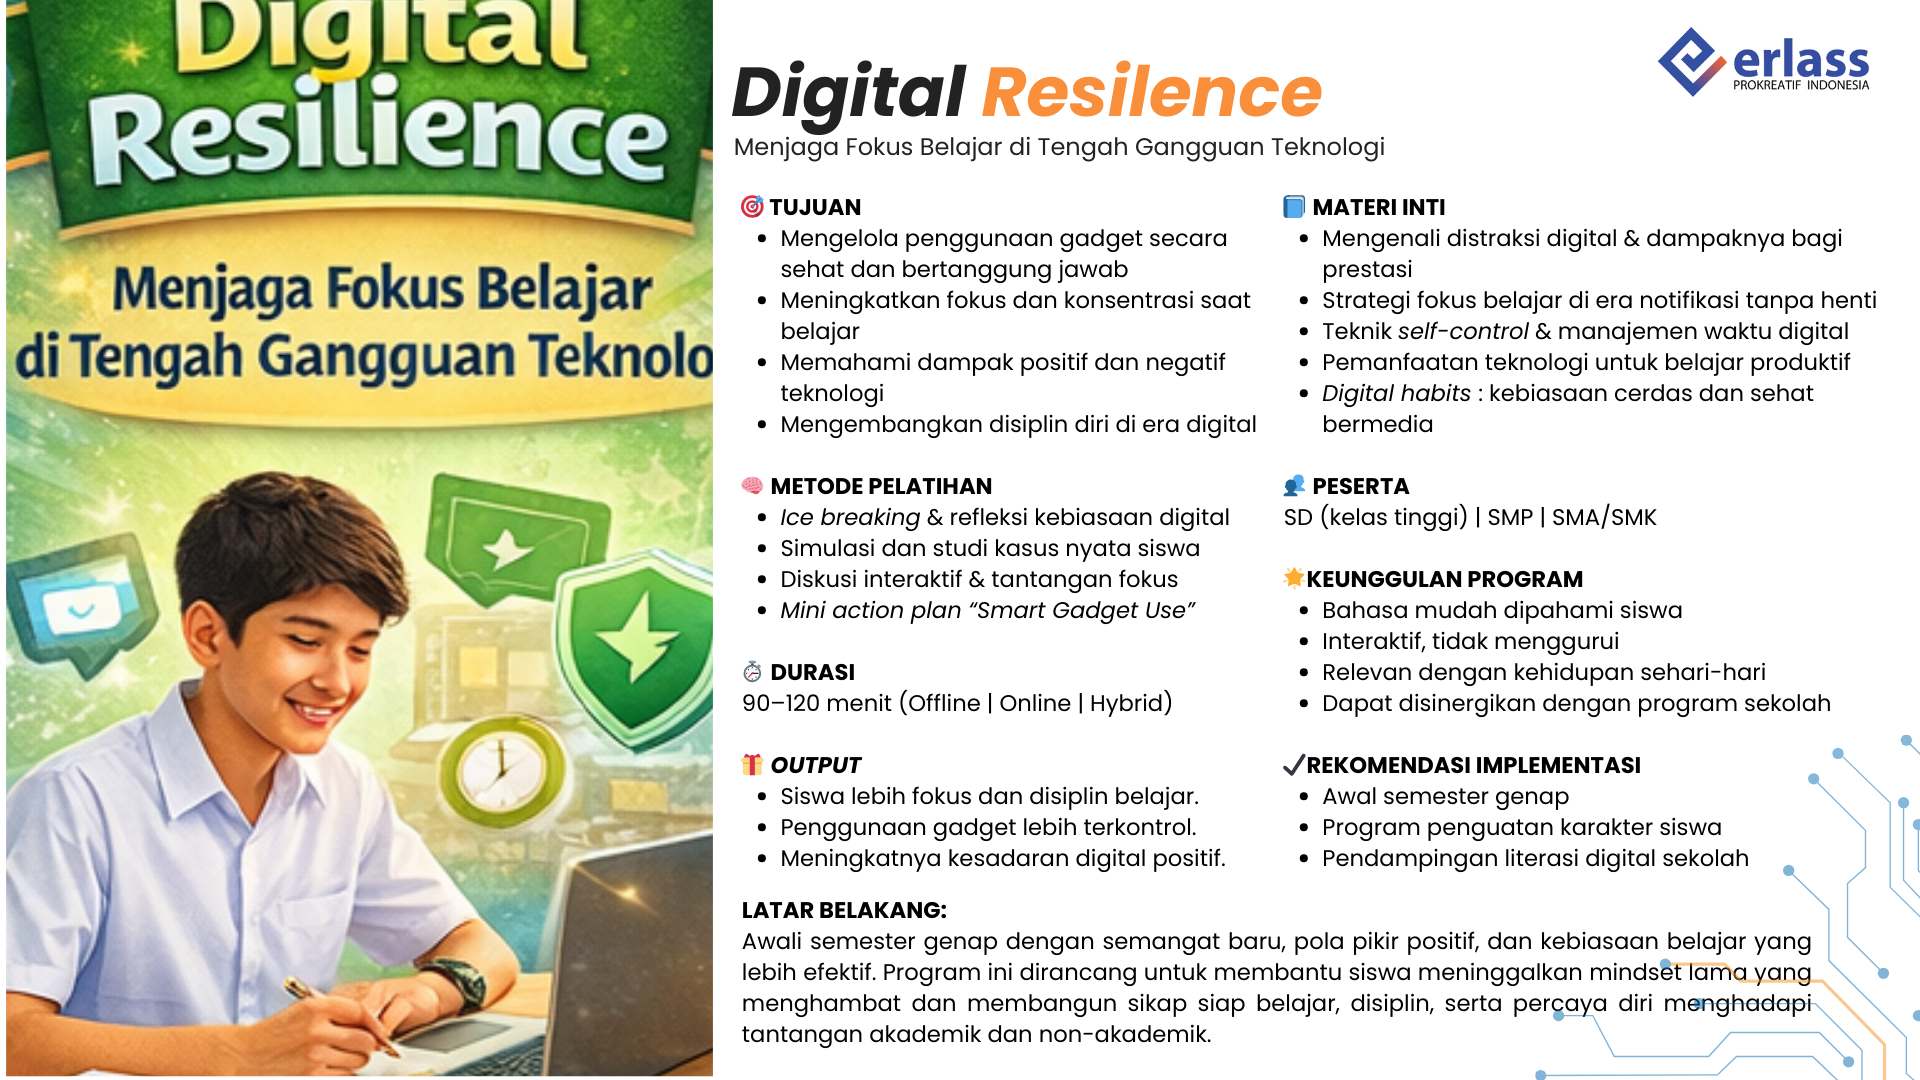 Digital
Resilience
Menjaga Fokus Belajar
di Tengah Gangguan Teknolo
Digital Resilence
Menjaga Fokus Belajar di Tengah Gangguan Teknologi
erlass
PROKREATIF INDONESIA
TUJUAN
• Mengelola penggunaan gadget secara
sehat dan bertanggung jawab
• Meningkatkan fokus dan konsentrasi saat
belajar
• Memahami dampak positif dan negatif
teknologi
• Mengembangkan disiplin diri di era digital
METODE PELATIHAN
• Ice breaking & refleksi kebiasaan digital
• Simulasi dan studi kasus nyata siswa
• Diskusi interaktif & tantangan fokus
• Mini action plan “Smart Gadget Use”
DURASI
90–120 menit (Offline | Online | Hybrid)
OUTPUT
• Siswa lebih fokus dan disiplin belajar.
• Penggunaan gadget lebih terkontrol.
• Meningkatnya kesadaran digital positif.
MATERI INTI
• Mengenali distraksi digital & dampaknya bagi
prestasi
• Strategi fokus belajar di era notifikasi tanpa henti
• Teknik self-control & manajemen waktu digital
• Pemanfaatan teknologi untuk belajar produktif
• Digital habits : kebiasaan cerdas dan sehat
bermedia
PESERTA
SD (kelas tinggi) | SMP | SMA/SMK
KEUNGGULAN PROGRAM
• Bahasa mudah dipahami siswa
• Interaktif, tidak menggurui
• Relevan dengan kehidupan sehari-hari
• Dapat disinergikan dengan program sekolah
REKOMENDASI IMPLEMENTASI
• Awal semester genap
• Program penguatan karakter siswa
• Pendampingan literasi digital sekolah
LATAR BELAKANG:
Awali semester genap dengan semangat baru, pola pikir positif, dan kebiasaan belajar yang
lebih efektif. Program ini dirancang untuk membantu siswa meninggalkan mindset lama yang
menghambat dan membangun sikap siap belajar, disiplin, serta percaya diri menghadapi
tantangan akademik dan non-akademik.